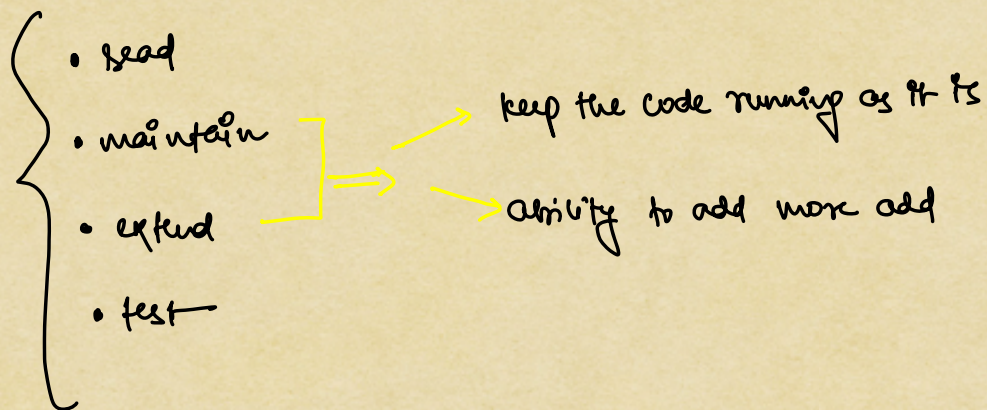 • read
• maintain
• extend
• test
keep the code running as it is
ability to add more add